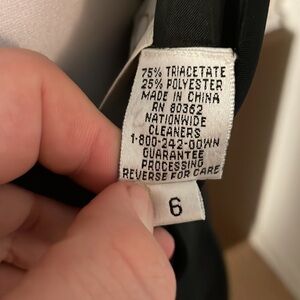 75% TRIACETATE
25% POLYESTER
MADE IN CHINA
RN 80362
NATIONWIDE
CLEANERS
1-800-242-DOWN
GUARANTEE
PROCESSING
REVERSE FOR CARE
6